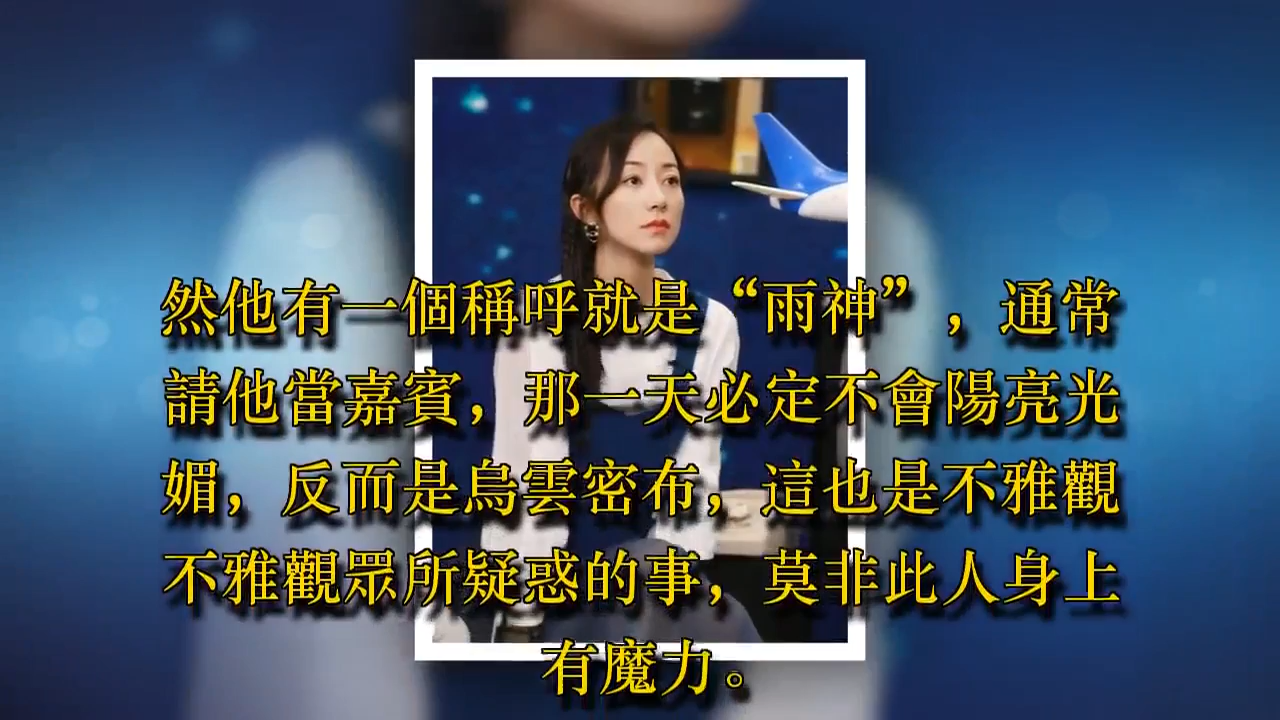 然他有一個稱呼就是“雨神”，通常
請他當嘉賓，那一天必定不會陽亮光
媚，反而是烏雲密布，這也是不雅觀
不雅觀眾所疑惑的事，莫非此人身上
有魔力。